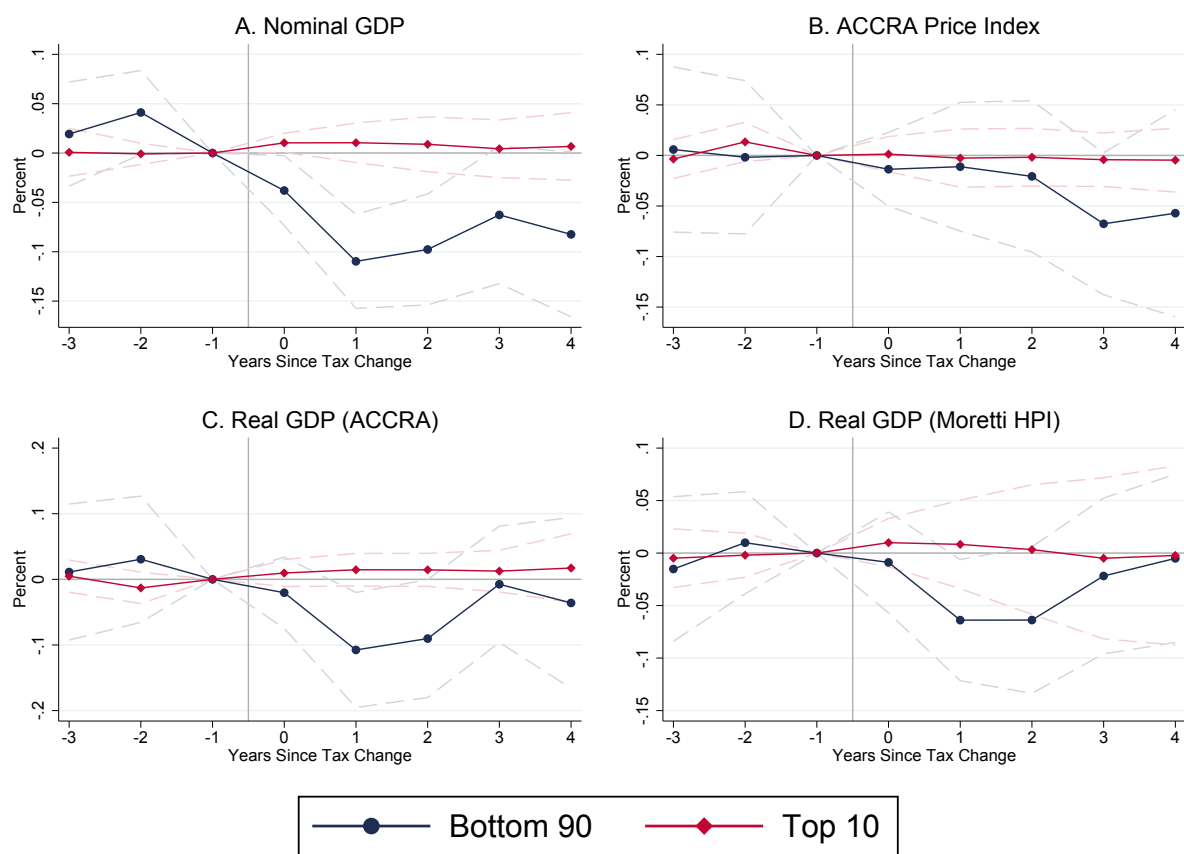 A. Nominal GDP
Percent
.1
.05
0
-.05
-.1
-.15
-3 -2 -1 0 1 2 3 4
Years Since Tax Change
B. ACCRA Price Index
Percent
.1
.05
0
-.05
-.1
-.15
-3 -2 -1 0 1 2 3 4
Years Since Tax Change
C. Real GDP (ACCRA)
Percent
.2
.1
0
-.1
-.2
-3 -2 -1 0 1 2 3 4
Years Since Tax Change
D. Real GDP (Moretti HPI)
Percent
.1
.05
0
-.05
-.1
-.15
-3 -2 -1 0 1 2 3 4
Years Since Tax Change
Bottom 90 Top 10